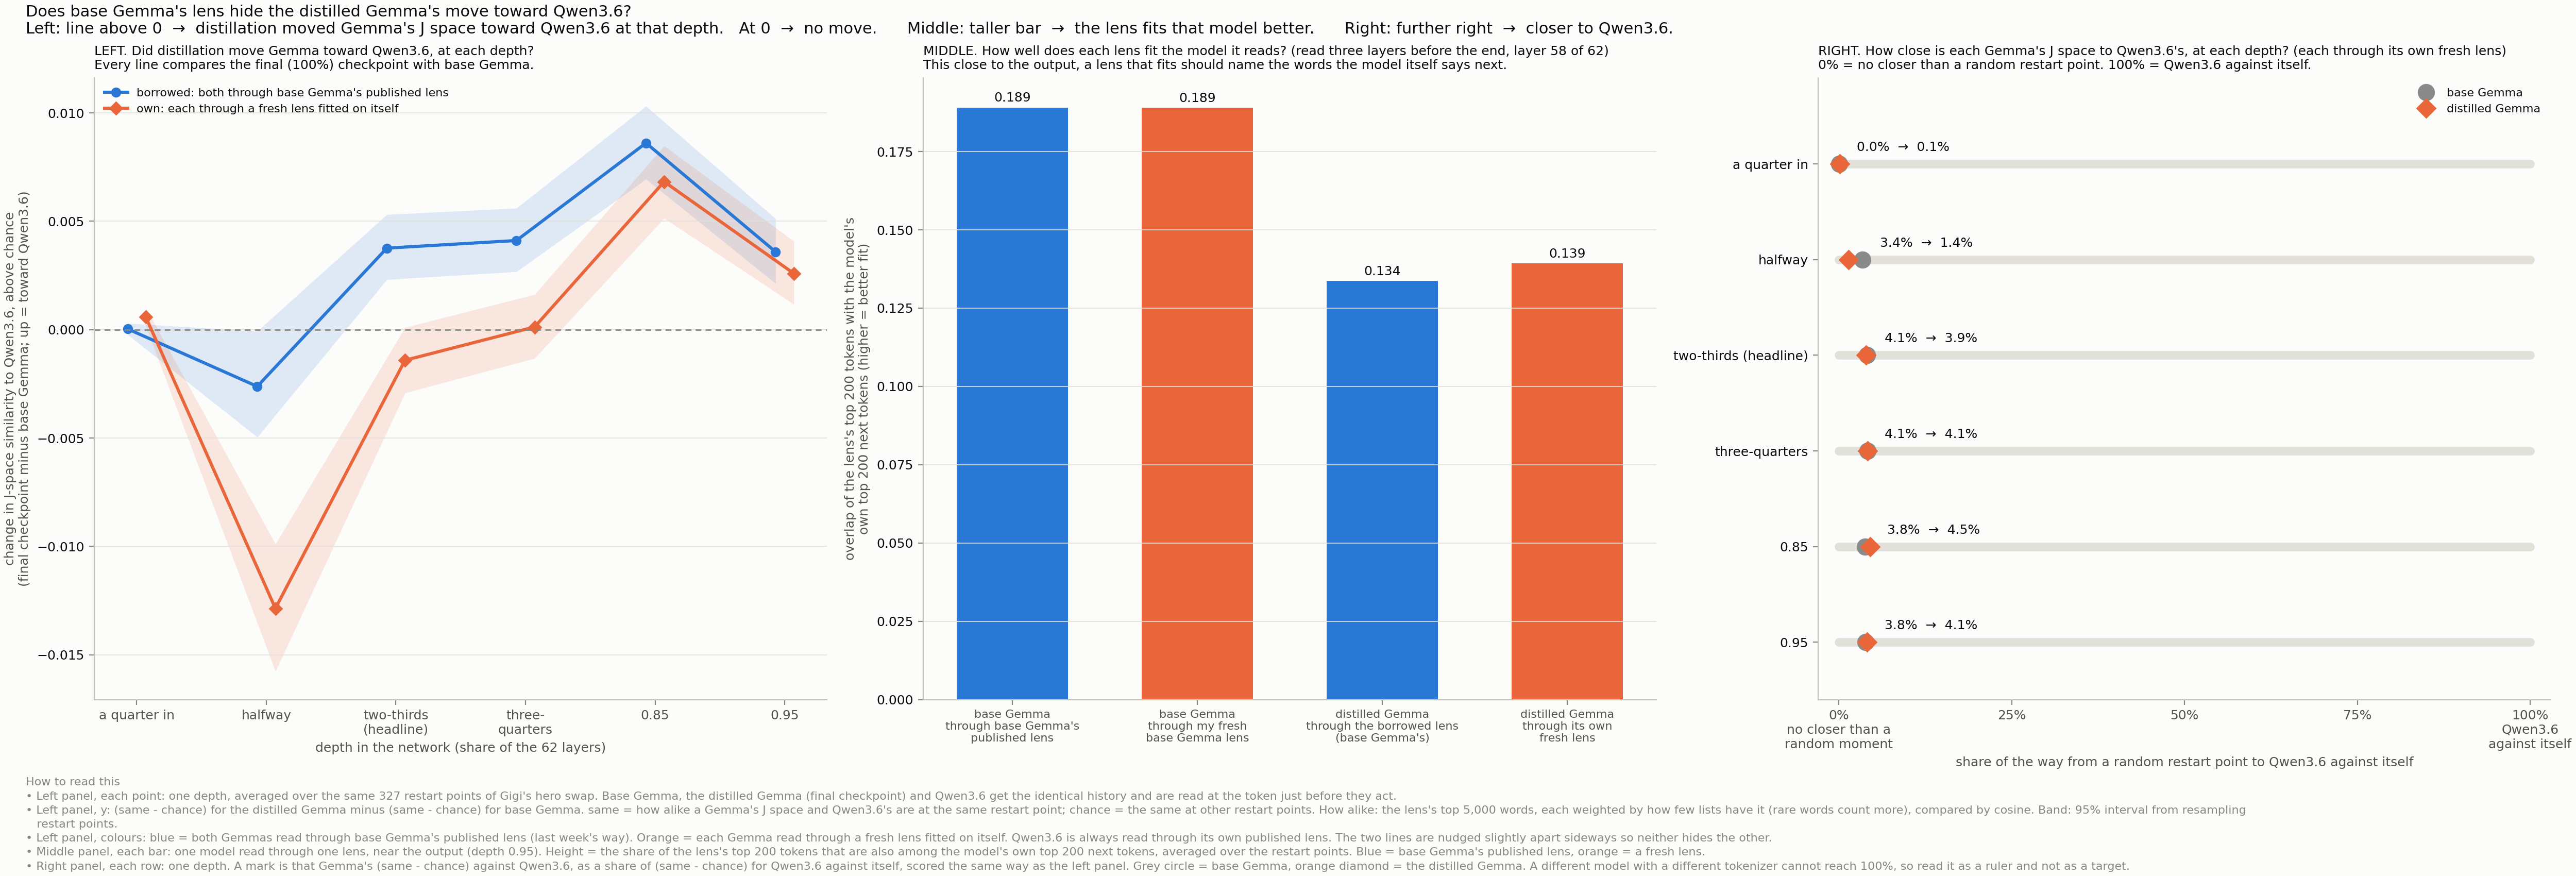 Does base Gemma's lens hide the distilled Gemma's move toward Qwen3.6?
Left: line above 0 → distillation moved Gemma's J space toward Qwen3.6 at that depth. At 0 → no move. Middle: taller bar → the lens fits that model better. Right: further right → closer to Qwen3.6.
LEFT. Did distillation move Gemma toward Qwen3.6, at each depth?
Every line compares the final (100%) checkpoint with base Gemma.
borrowed: both through base Gemma's published lens
own: each through a fresh lens fitted on itself
change in J-space similarity to Qwen3.6, above chance
(final checkpoint minus base Gemma; up = toward Qwen3.6)
0.010
0.005
0.000
−0.005
−0.010
−0.015
a quarter in
halfway
two-thirds
(headline)
three-
quarters
0.85
0.95
depth in the network (share of the 62 layers)
MIDDLE. How well does each lens fit the model it reads? (read three layers before the end, layer 58 of 62)
This close to the output, a lens that fits should name the words the model itself says next.
overlap of the lens's top 200 tokens with the model's
own top 200 next tokens (higher = better fit)
0.175
0.150
0.125
0.100
0.075
0.050
0.025
0.000
0.189
0.189
0.134
0.139
base Gemma
through base Gemma's
published lens
base Gemma
through my fresh
base Gemma lens
distilled Gemma
through the borrowed lens
(base Gemma's)
distilled Gemma
through its own
fresh lens
RIGHT. How close is each Gemma's J space to Qwen3.6's, at each depth? (each through its own fresh lens)
0% = no closer than a random restart point. 100% = Qwen3.6 against itself.
base Gemma
distilled Gemma
a quarter in
0.0% → 0.1%
halfway
3.4% → 1.4%
two-thirds (headline)
4.1% → 3.9%
three-quarters
4.1% → 4.1%
0.85
3.8% → 4.5%
0.95
3.8% → 4.1%
0%
no closer than a
random moment
25%
50%
75%
100%
Qwen3.6
against itself
share of the way from a random restart point to Qwen3.6 against itself
How to read this
• Left panel, each point: one depth, averaged over the same 327 restart points of Gigi's hero swap. Base Gemma, the distilled Gemma (final checkpoint) and Qwen3.6 get the identical history and are read at the token just before they act.
• Left panel, y: (same - chance) for the distilled Gemma minus (same - chance) for base Gemma. same = how alike a Gemma's J space and Qwen3.6's are at the same restart point; chance = the same at other restart points. How alike: the lens's top 5,000 words, each weighted by how few lists have it (rare words count more), compared by cosine. Band: 95% interval from resampling
restart points.
• Left panel, colours: blue = both Gemmas read through base Gemma's published lens (last week's way). Orange = each Gemma read through a fresh lens fitted on itself. Qwen3.6 is always read through its own published lens. The two lines are nudged slightly apart sideways so neither hides the other.
• Middle panel, each bar: one model read through one lens, near the output (depth 0.95). Height = the share of the lens's top 200 tokens that are also among the model's own top 200 next tokens, averaged over the restart points. Blue = base Gemma's published lens, orange = a fresh lens.
• Right panel, each row: one depth. A mark is that Gemma's (same - chance) against Qwen3.6, as a share of (same - chance) for Qwen3.6 against itself, scored the same way as the left panel. Grey circle = base Gemma, orange diamond = the distilled Gemma. A different model with a different tokenizer cannot reach 100%, so read it as a ruler and not as a target.